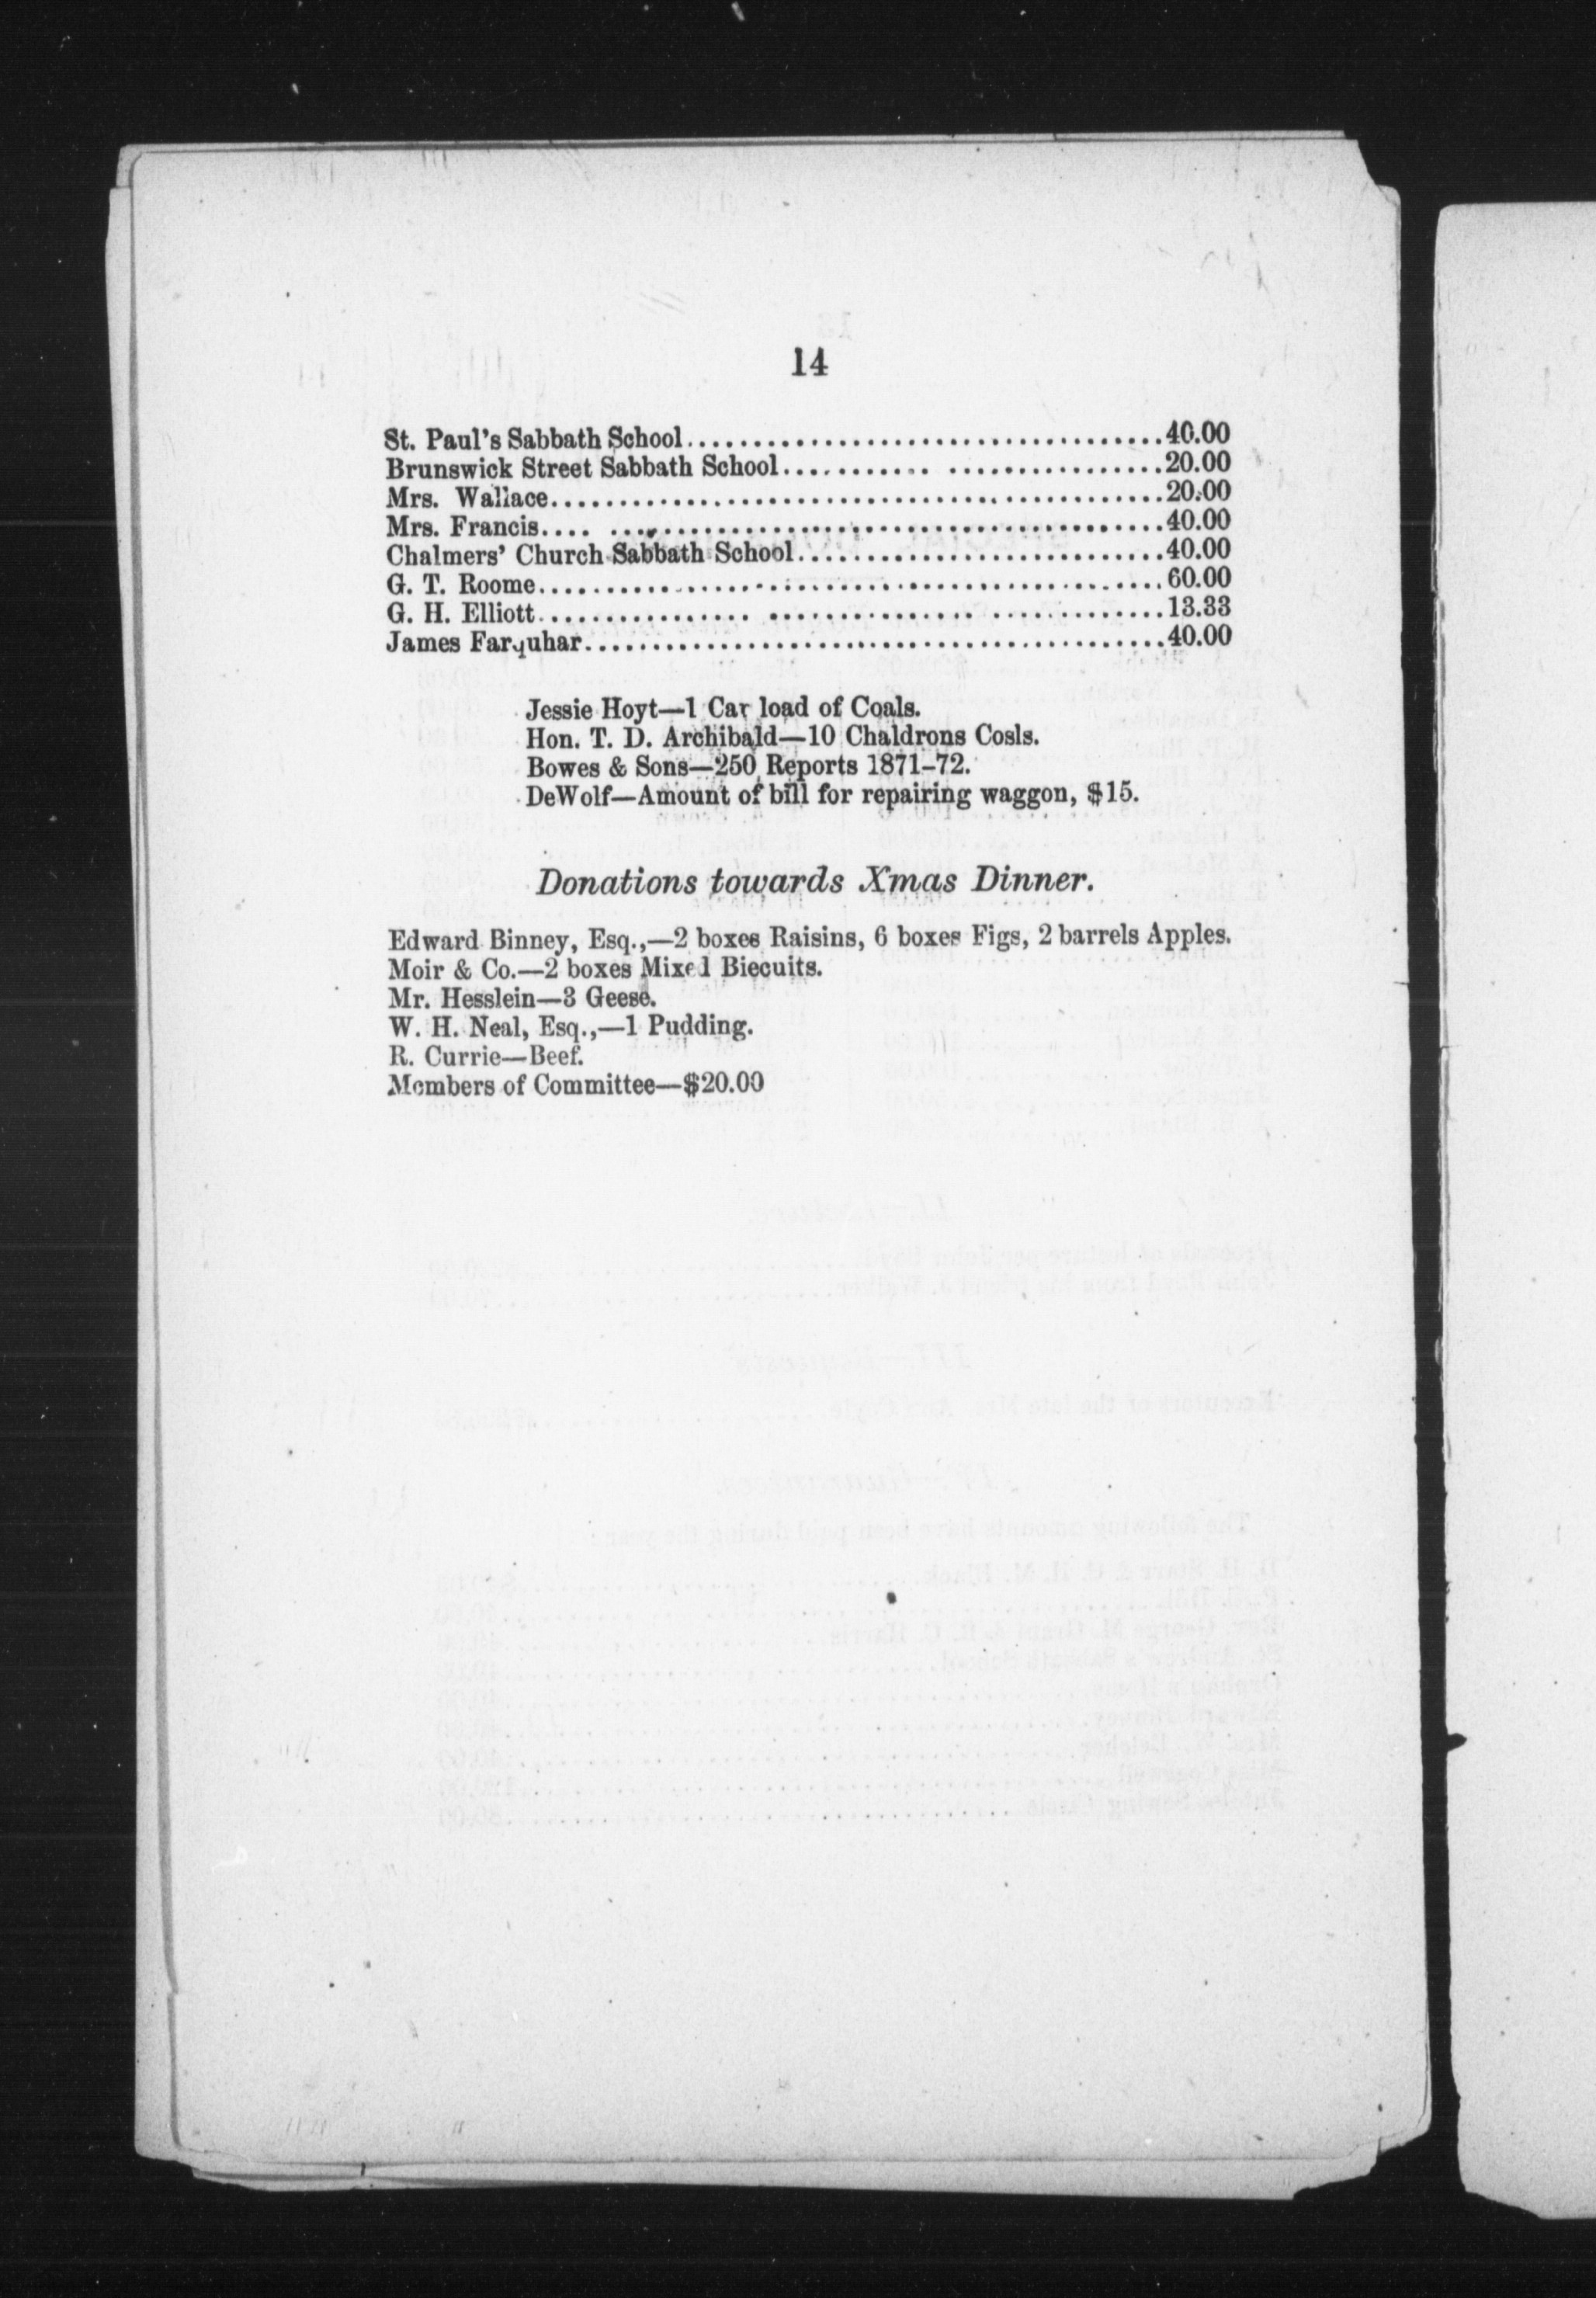 14
St. Paul's Sabbath School....................................40.00
Brunswick Street Sabbath School........... ................20.00
Mrs. Wallace..............................................20.00
Mrs. Francis.... .........................................40.00
Chalmers' Church Sabbath School............................40.00
G. T. Roome...............................................60.00
G. H. Elliott................ ............... .............13.33
James Farquhar............................................40.00
Jessie Hoyt—1 Car load of Coals.
Hon. T. D. Archibald—10 Chaldrons Cosls.
Bowes & Sons—250 Reports 1871-72.
DeWolf—Amount of bill for repairing waggon, $15.
Donations towards Xmas Dinner.
Edward Binney, Esq.,—2 boxes Raisins, 6 boxes Figs, 2 barrels Apples.
Moir & Co.—2 boxes Mixed Biecuits.
Mr. Hesslein—3 Geese.
W. H. Neal, Esq.,—1 Pudding.
R. Currie—Beef.
Members of Committee—$20.00